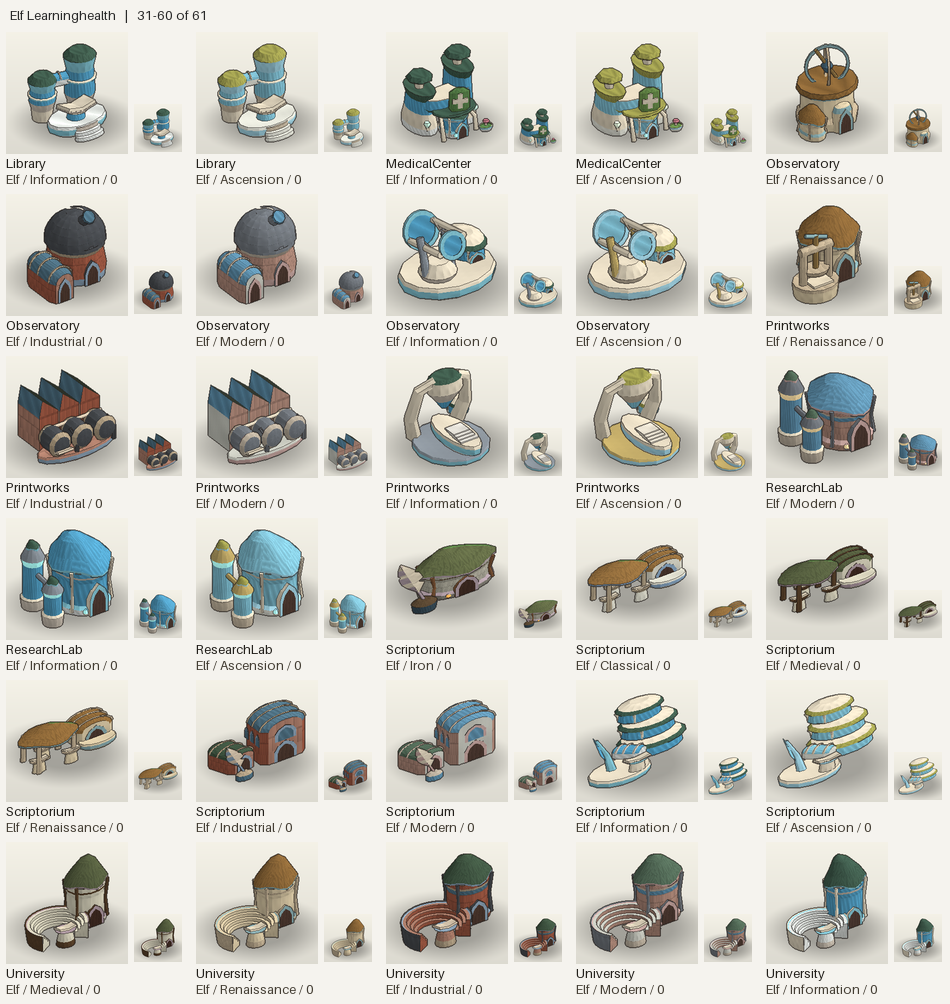 Elf Learninghealth | 31-60 of 61
Library
Elf / Information / 0
Library
Elf / Ascension / 0
MedicalCenter
Elf / Information / 0
MedicalCenter
Elf / Ascension / 0
Observatory
Elf / Renaissance / 0
Observatory
Elf / Industrial / 0
Observatory
Elf / Modern / 0
Observatory
Elf / Information / 0
Observatory
Elf / Ascension / 0
Printworks
Elf / Renaissance / 0
Printworks
Elf / Industrial / 0
Printworks
Elf / Modern / 0
Printworks
Elf / Information / 0
Printworks
Elf / Ascension / 0
ResearchLab
Elf / Modern / 0
ResearchLab
Elf / Information / 0
ResearchLab
Elf / Ascension / 0
Scriptorium
Elf / Iron / 0
Scriptorium
Elf / Classical / 0
Scriptorium
Elf / Medieval / 0
Scriptorium
Elf / Renaissance / 0
Scriptorium
Elf / Industrial / 0
Scriptorium
Elf / Modern / 0
Scriptorium
Elf / Information / 0
Scriptorium
Elf / Ascension / 0
University
Elf / Medieval / 0
University
Elf / Renaissance / 0
University
Elf / Industrial / 0
University
Elf / Modern / 0
University
Elf / Information / 0